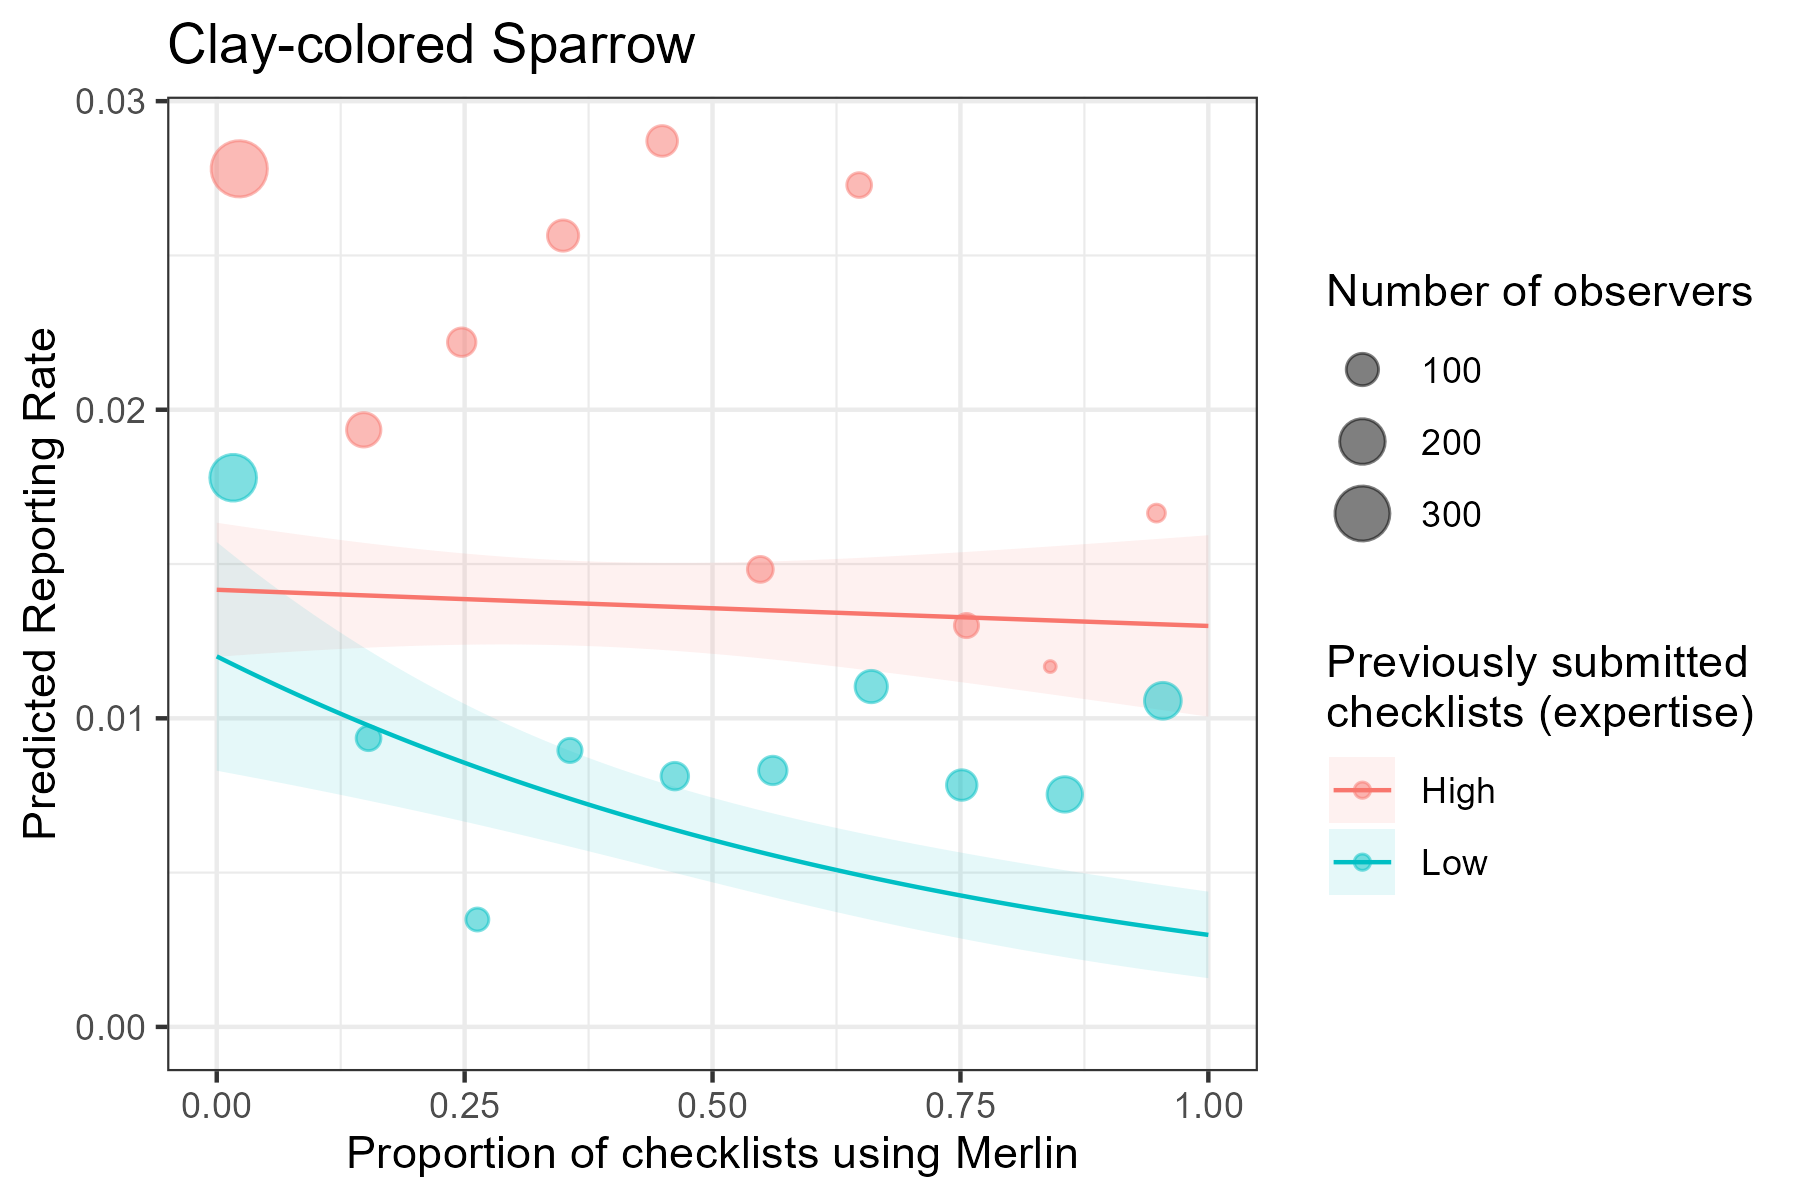 Clay-colored Sparrow
Predicted Reporting Rate
0.03
0.02
0.01
0.00
0.00 0.25 0.50 0.75 1.00
Proportion of checklists using Merlin
Number of observers
100
200
300
Previously submitted
checklists (expertise)
High
Low